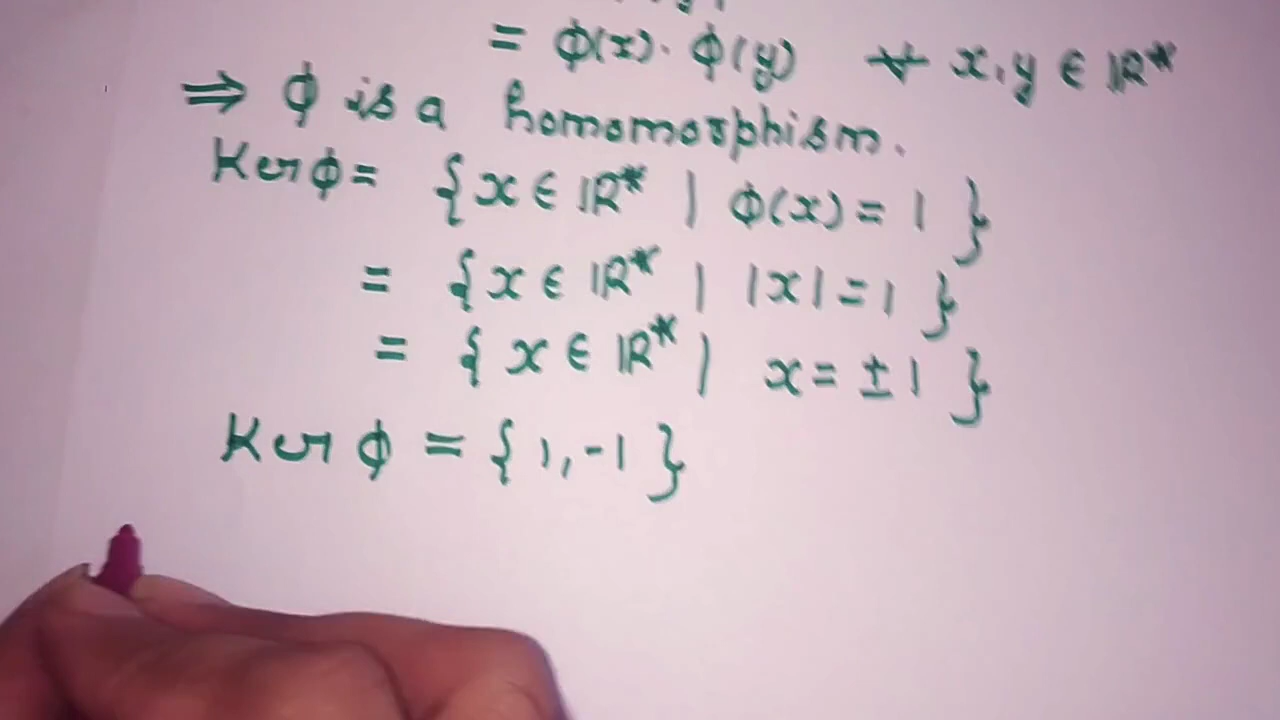 = ϕ(x)· ϕ(y) ∀ x,y ∈ ℝ*
⇒ ϕ is a homomorphism.
Ker ϕ = {x ∈ ℝ* | ϕ(x) = 1 }
= {x ∈ ℝ* | |x| = 1 }
= { x ∈ ℝ* | x = ± 1 }
Ker ϕ = { 1, -1 }